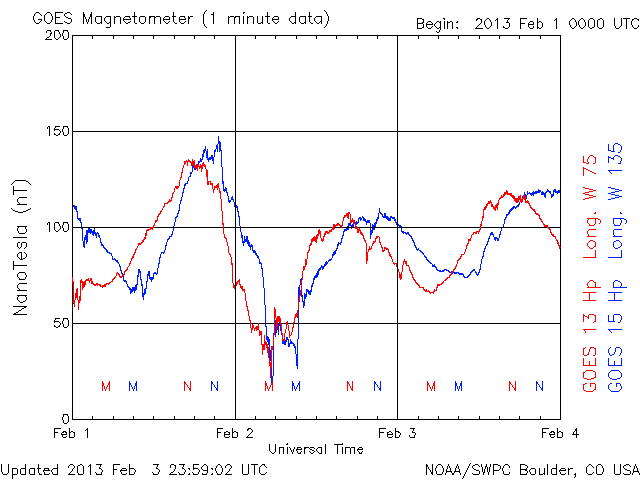 GOES Magnetometer (1 minute data)
Begin: 2013 Feb 1 0000 UTC
200
150
100
50
0
NanoTesla (nT)
M M N N M M N N M M N N
Feb 1 Feb 2 Feb 3 Feb 4
Universal Time
GOES 13 Hp Long. W 75
GOES 15 Hp Long. W 135
Updated 2013 Feb 3 23:59:02 UTC
NOAA/SWPC Boulder, CO USA